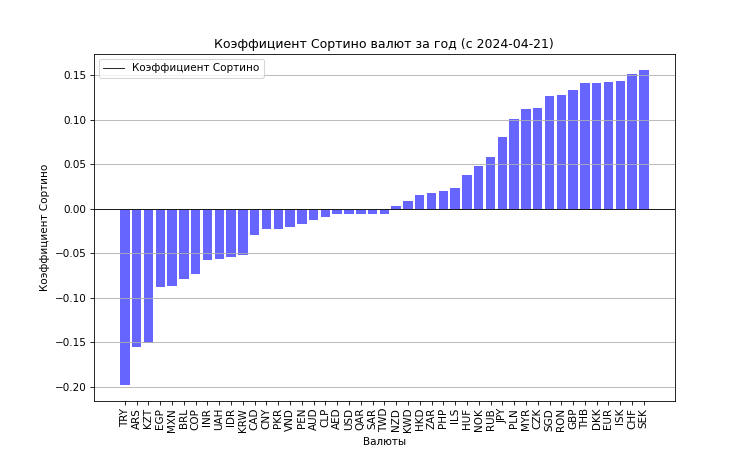 Коэффициент Сортино валют за год (с 2024-04-21)
Коэффициент Сортино
0.15
0.10
0.05
0.00
−0.05
−0.10
−0.15
−0.20
Коэффициент Сортино
TRY ARS KZT EGP MXN BRL COP INR UAH IDR KRW CAD CNY PKR VND PEN AUD CLP AED USD QAR SAR TWD NZD KWD HKD ZAR PHP ILS HUF NOK RUB JPY PLN MYR CZK SGD RON GBP THB DKK EUR ISK CHF SEK
Валюты